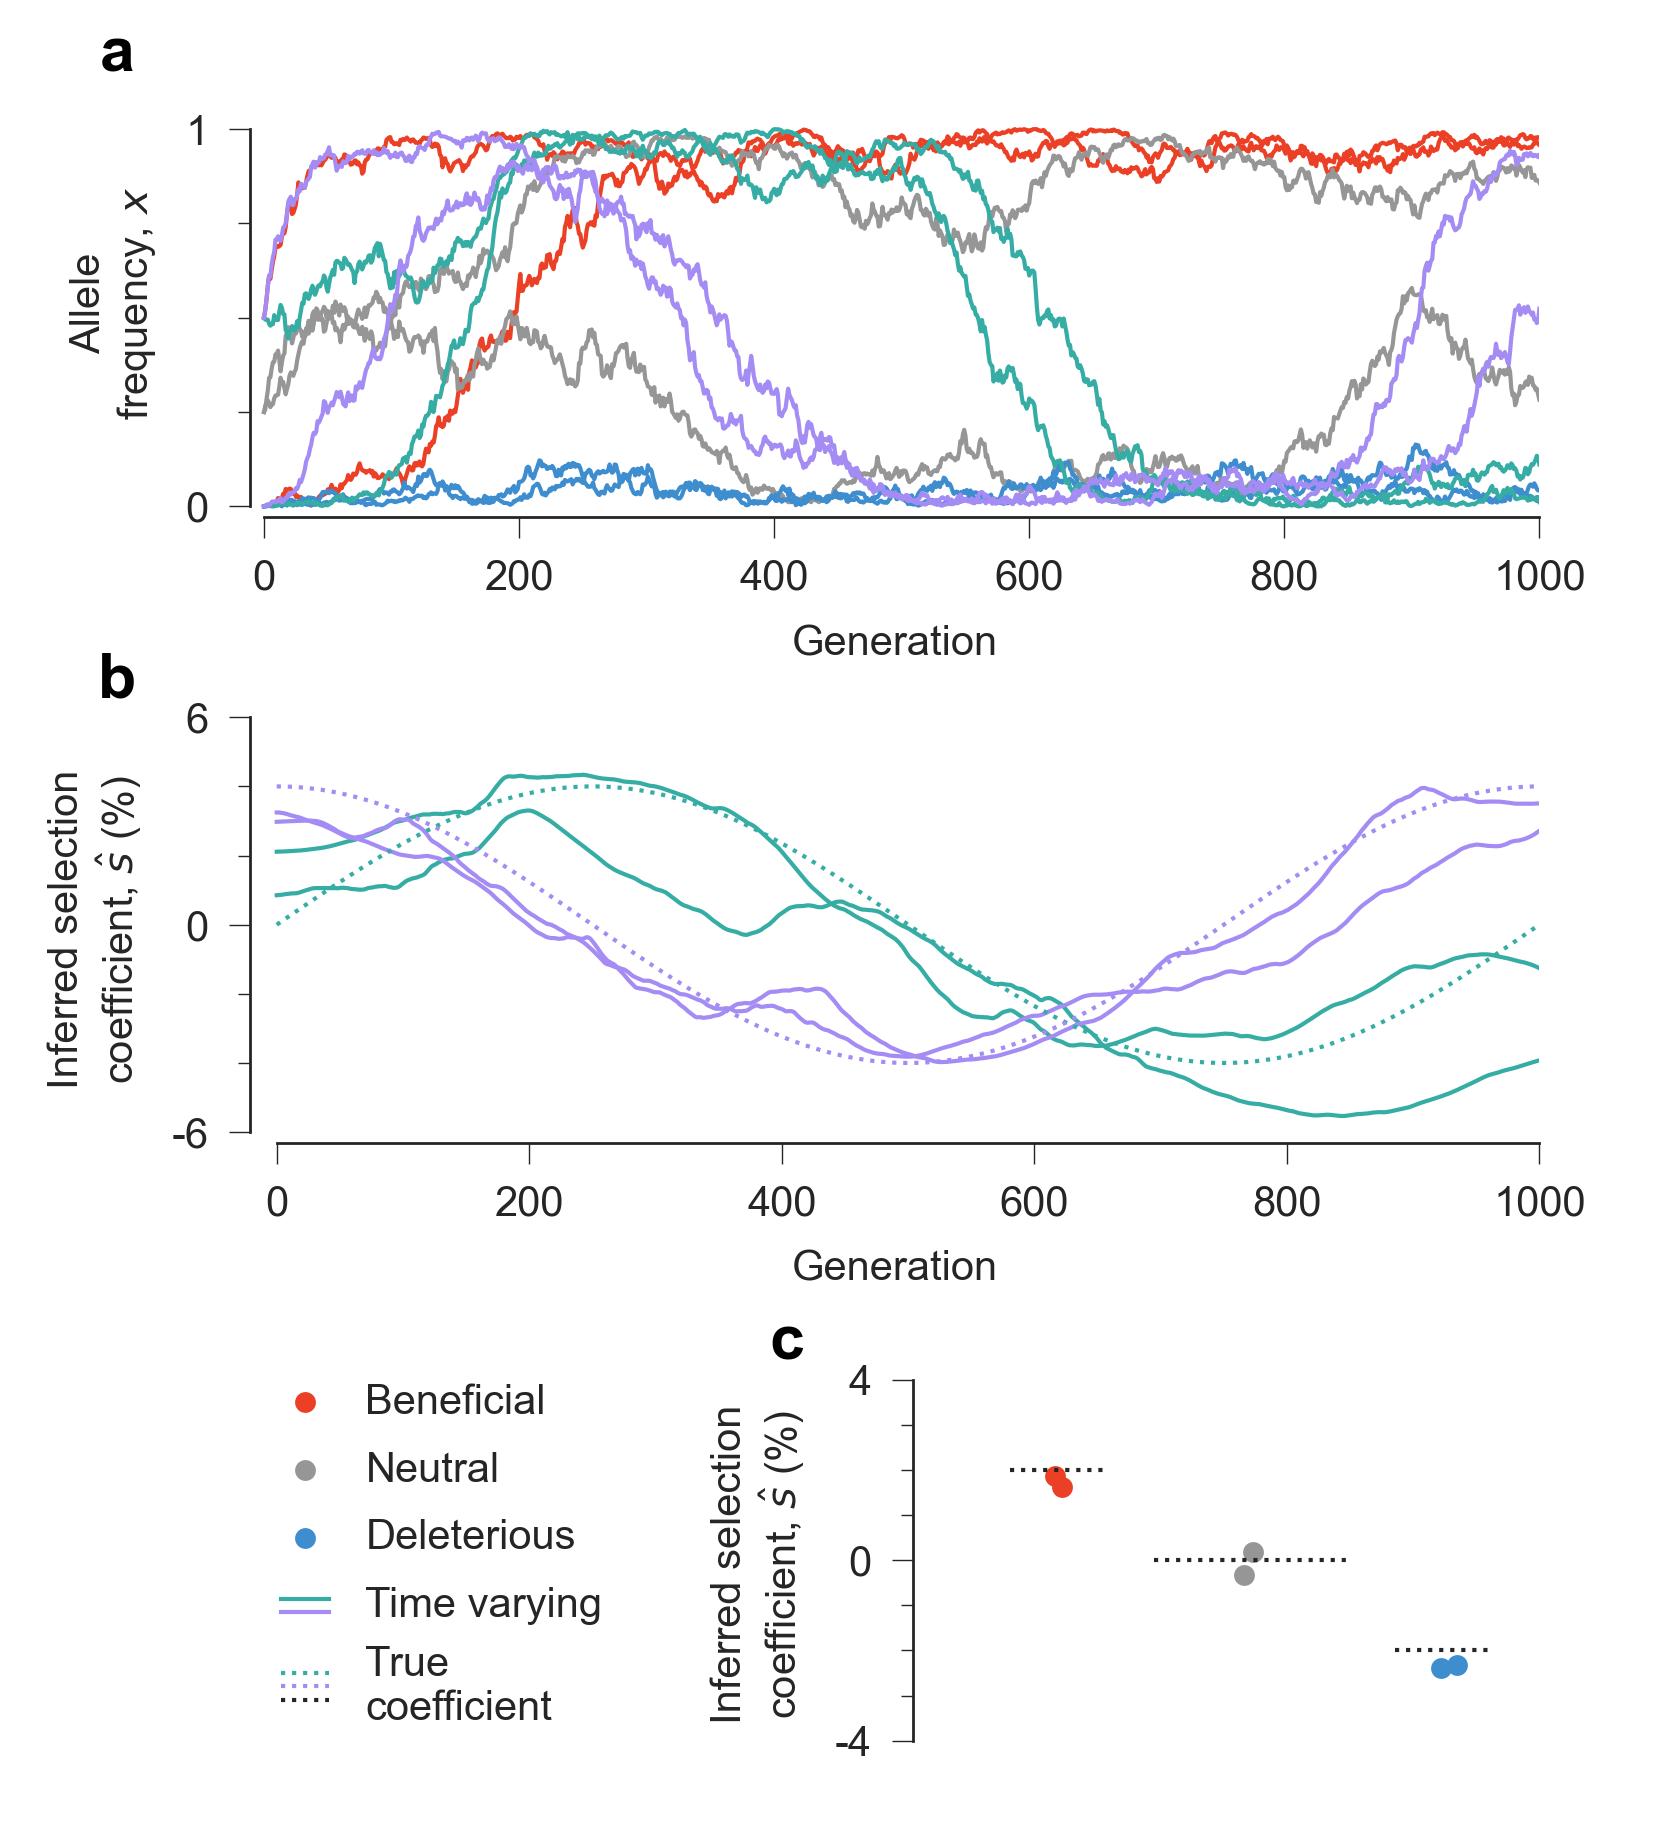 a
1
0
Allele
frequency, x
0 200 400 600 800 1000
Generation
b
6
0
-6
Inferred selection
coefficient, ŝ (%)
0 200 400 600 800 1000
Generation
Beneficial
Neutral
Deleterious
Time varying
True
coefficient
c
4
0
-4
Inferred selection
coefficient, ŝ (%)